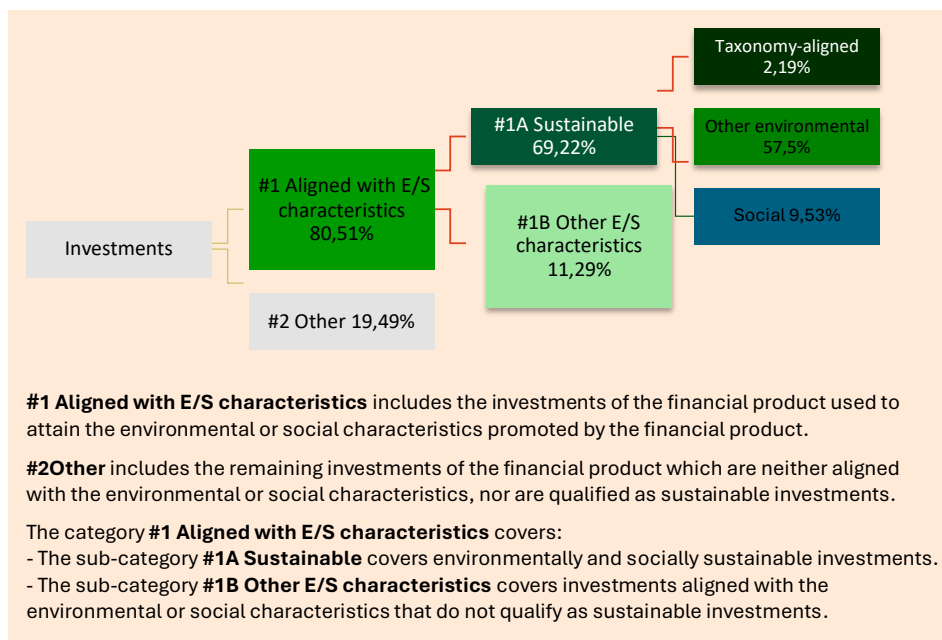 Taxonomy-aligned
2,19%
#1A Sustainable
69,22%
Other environmental
57,5%
#1 Aligned with E/S
characteristics
80,51%
#1B Other E/S
characteristics
11,29%
Social 9,53%
Investments
#2 Other 19,49%
#1 Aligned with E/S characteristics includes the investments of the financial product used to
attain the environmental or social characteristics promoted by the financial product.
#2Other includes the remaining investments of the financial product which are neither aligned
with the environmental or social characteristics, nor are qualified as sustainable investments.
The category #1 Aligned with E/S characteristics covers:
- The sub-category #1A Sustainable covers environmentally and socially sustainable investments.
- The sub-category #1B Other E/S characteristics covers investments aligned with the
environmental or social characteristics that do not qualify as sustainable investments.